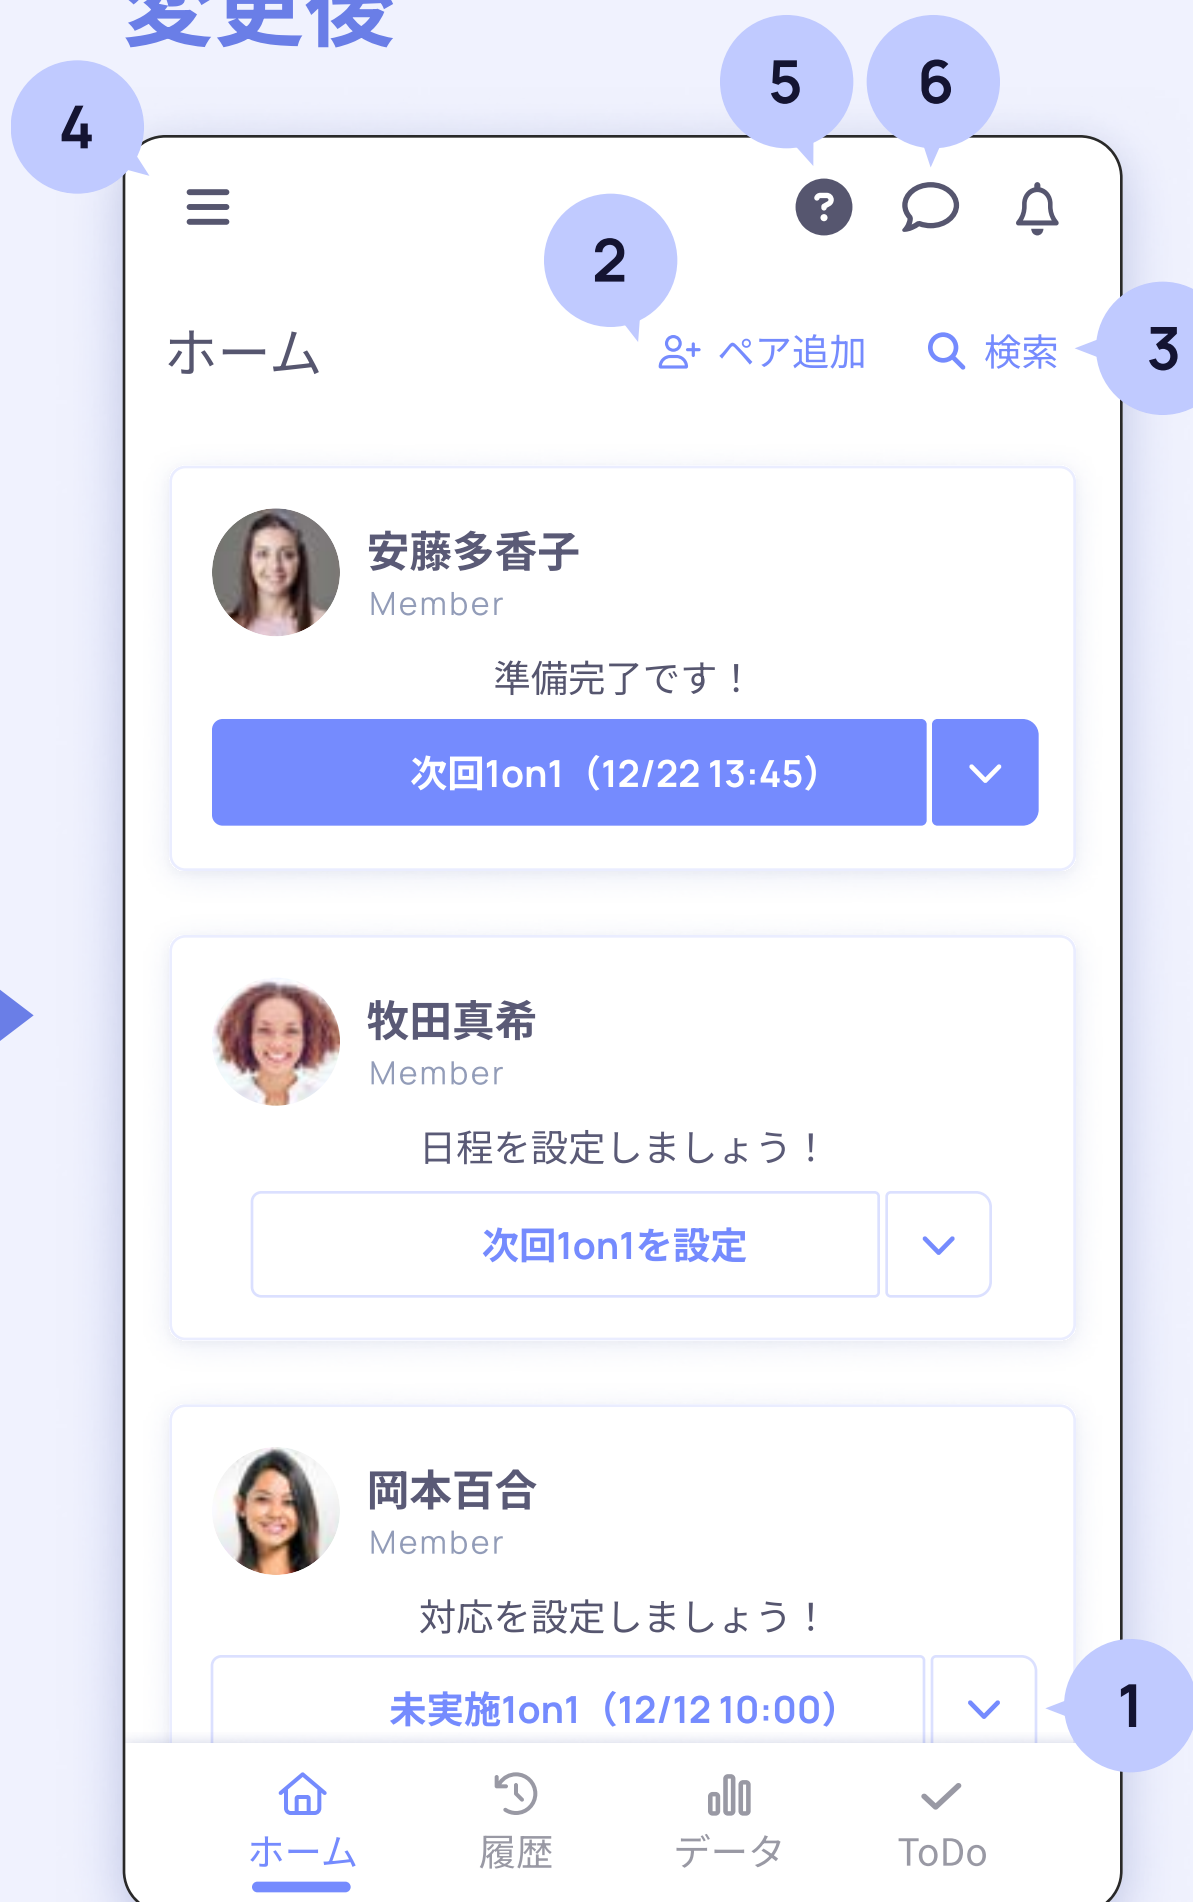 変更後
4
5
6
?
2
3
ホーム
ペア追加
検索
安藤多香子
Member
準備完了です！
次回1on1（12/22 13:45）
牧田真希
Member
日程を設定しましょう！
次回1on1を設定
岡本百合
Member
対応を設定しましょう！
未実施1on1（12/12 10:00）
1
ホーム
履歴
データ
ToDo